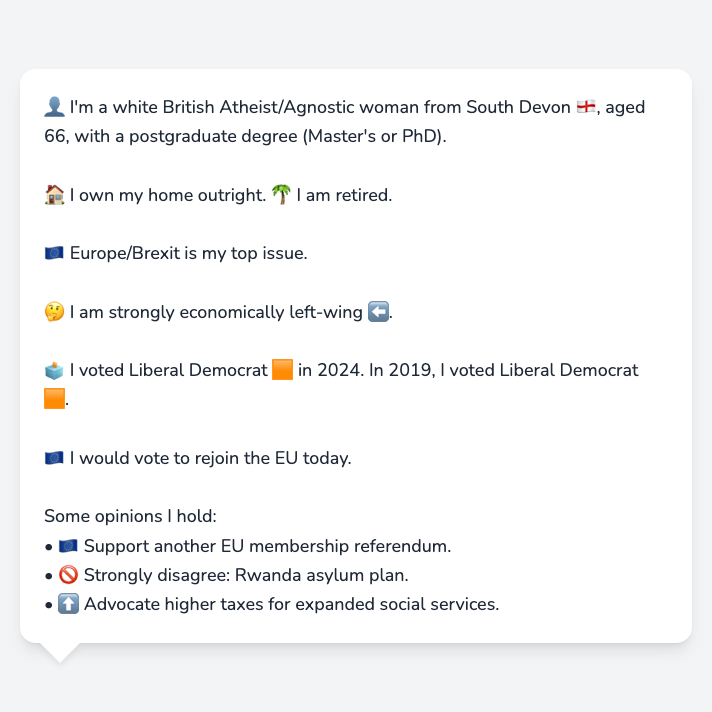 👤 I'm a white British Atheist/Agnostic woman from South Devon 🏴󠁧󠁢󠁥󠁮󠁧󠁿, aged
66, with a postgraduate degree (Master's or PhD).
🏠 I own my home outright. 🌴 I am retired.
🇪🇺 Europe/Brexit is my top issue.
🤔 I am strongly economically left-wing ⬅️.
🗳️ I voted Liberal Democrat 🟧 in 2024. In 2019, I voted Liberal Democrat
🟧.
🇪🇺 I would vote to rejoin the EU today.
Some opinions I hold:
• 🇪🇺 Support another EU membership referendum.
• 🚫 Strongly disagree: Rwanda asylum plan.
• ⬆️ Advocate higher taxes for expanded social services.